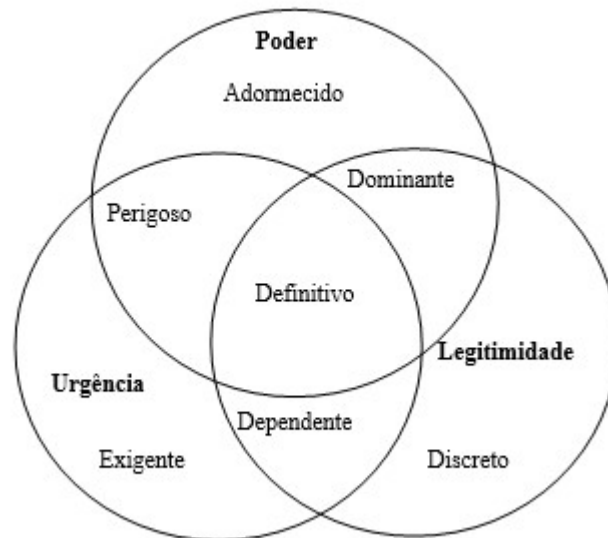 Poder
Adormecido
Dominante
Perigoso
Definitivo
Legitimidade
Urgência
Dependente
Exigente
Discreto